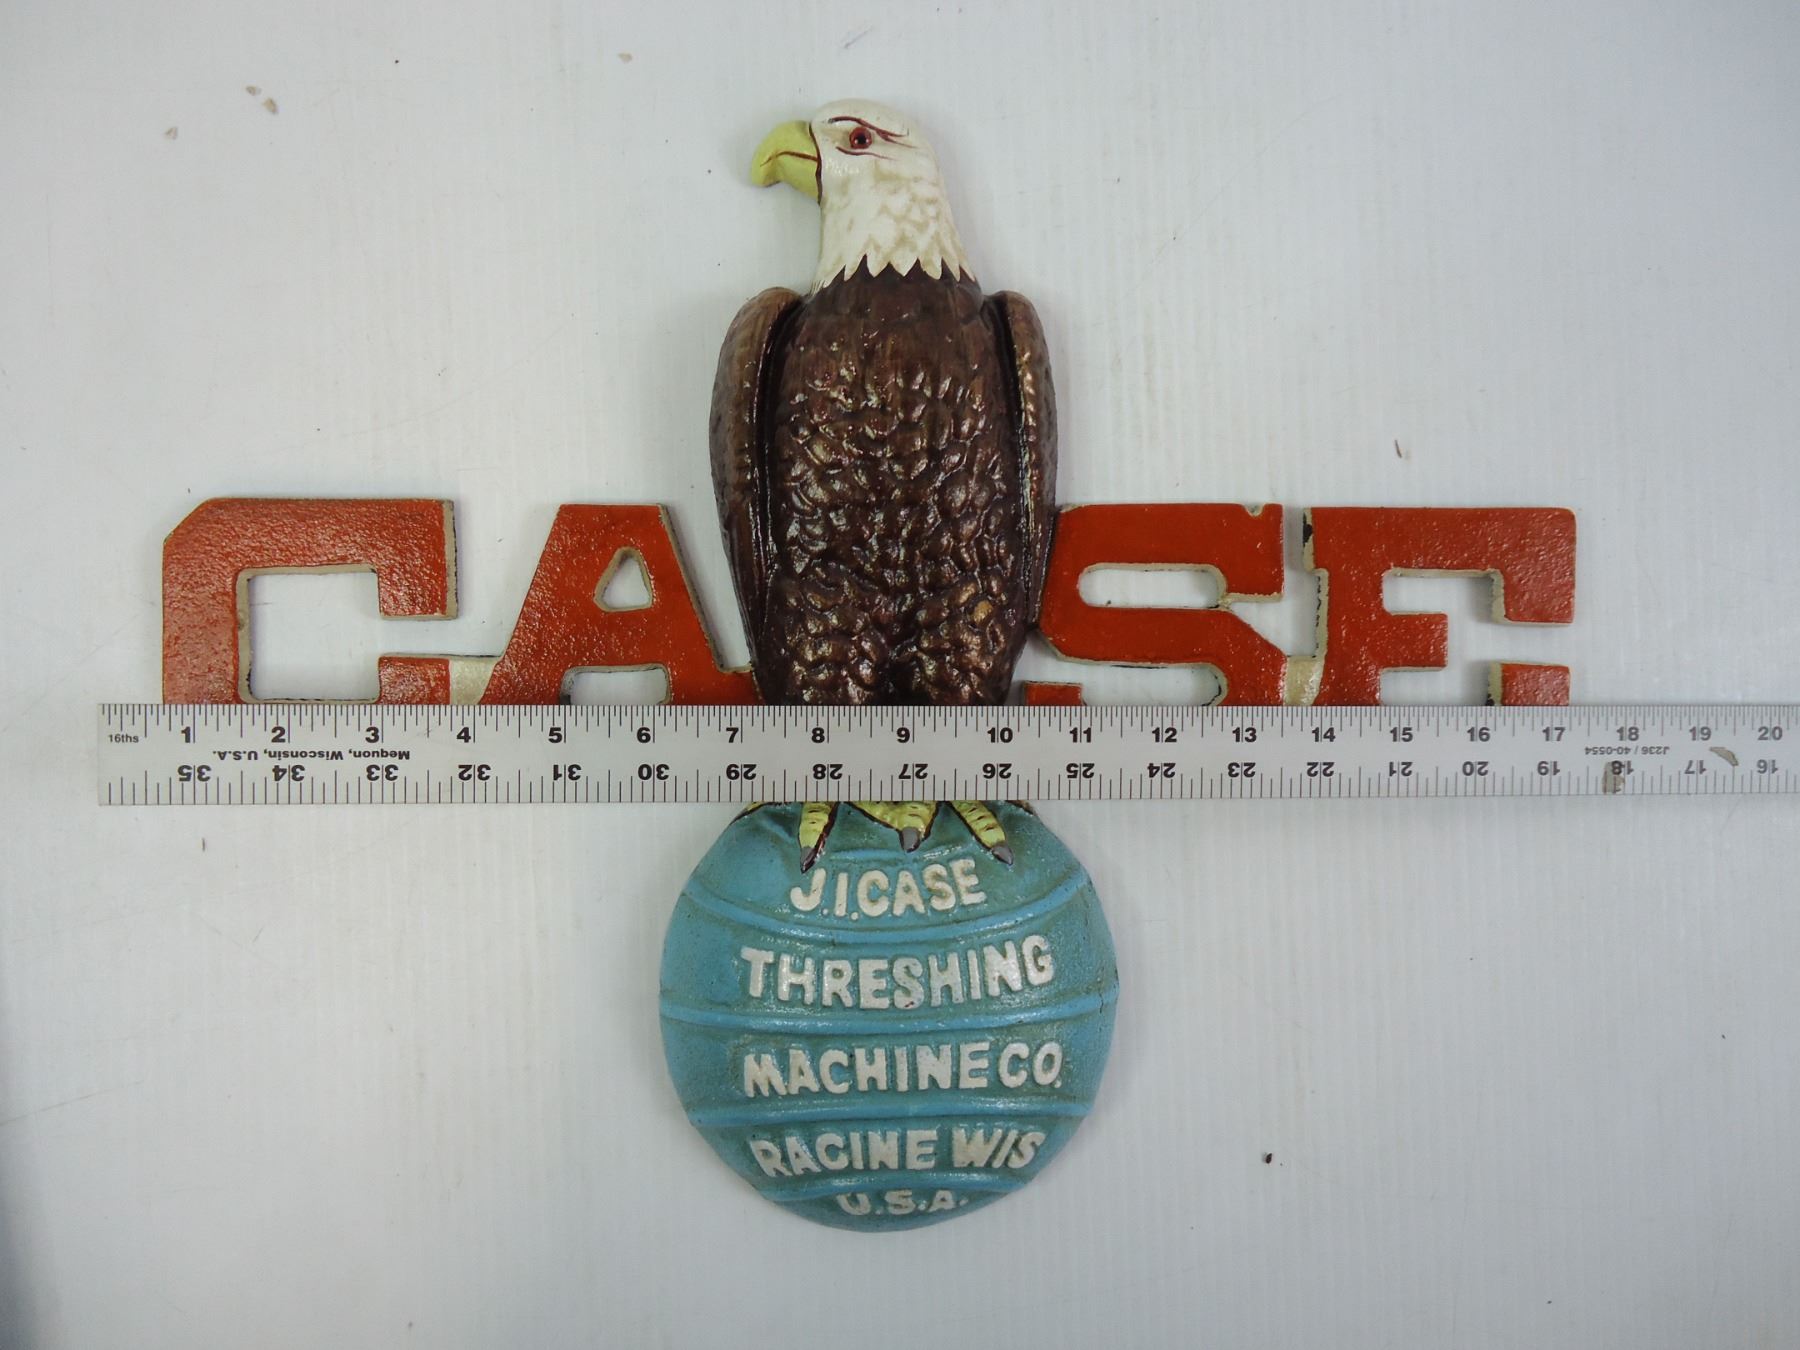 CASE
1 2 3 4 5 6 7 8 9 10 11 12 13 14 15 16 17 18 19 20
16ths
Mequon, Wisconsin, U.S.A.
J236 / 40-0554
35 34 33 32 31 30 29 28 27 26 25 24 23 22 21 20 19 18 17 16
J.I.CASE
THRESHING
MACHINE CO.
RACINE WIS
U.S.A.